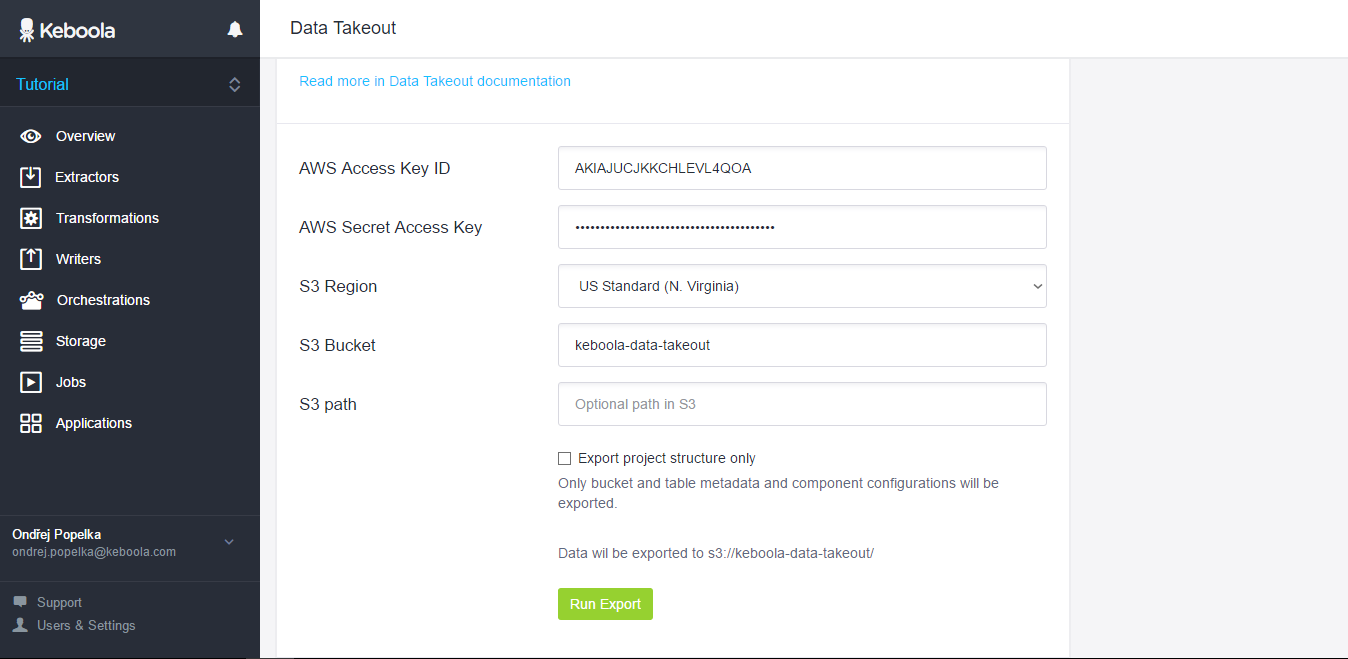 Keboola
Tutorial
Overview
Extractors
Transformations
Writers
Orchestrations
Storage
Jobs
Applications
Ondřej Popelka
ondrej.popelka@keboola.com
Support
Users & Settings
Data Takeout
Read more in Data Takeout documentation
AWS Access Key ID
AKIAJUCJKKCHLEVL4QOA
AWS Secret Access Key
••••••••••••••••••••••••••••••••••••••••
S3 Region
US Standard (N. Virginia)
S3 Bucket
keboola-data-takeout
S3 path
Optional path in S3
Export project structure only
Only bucket and table metadata and component configurations will be
exported.
Data wil be exported to s3://keboola-data-takeout/
Run Export